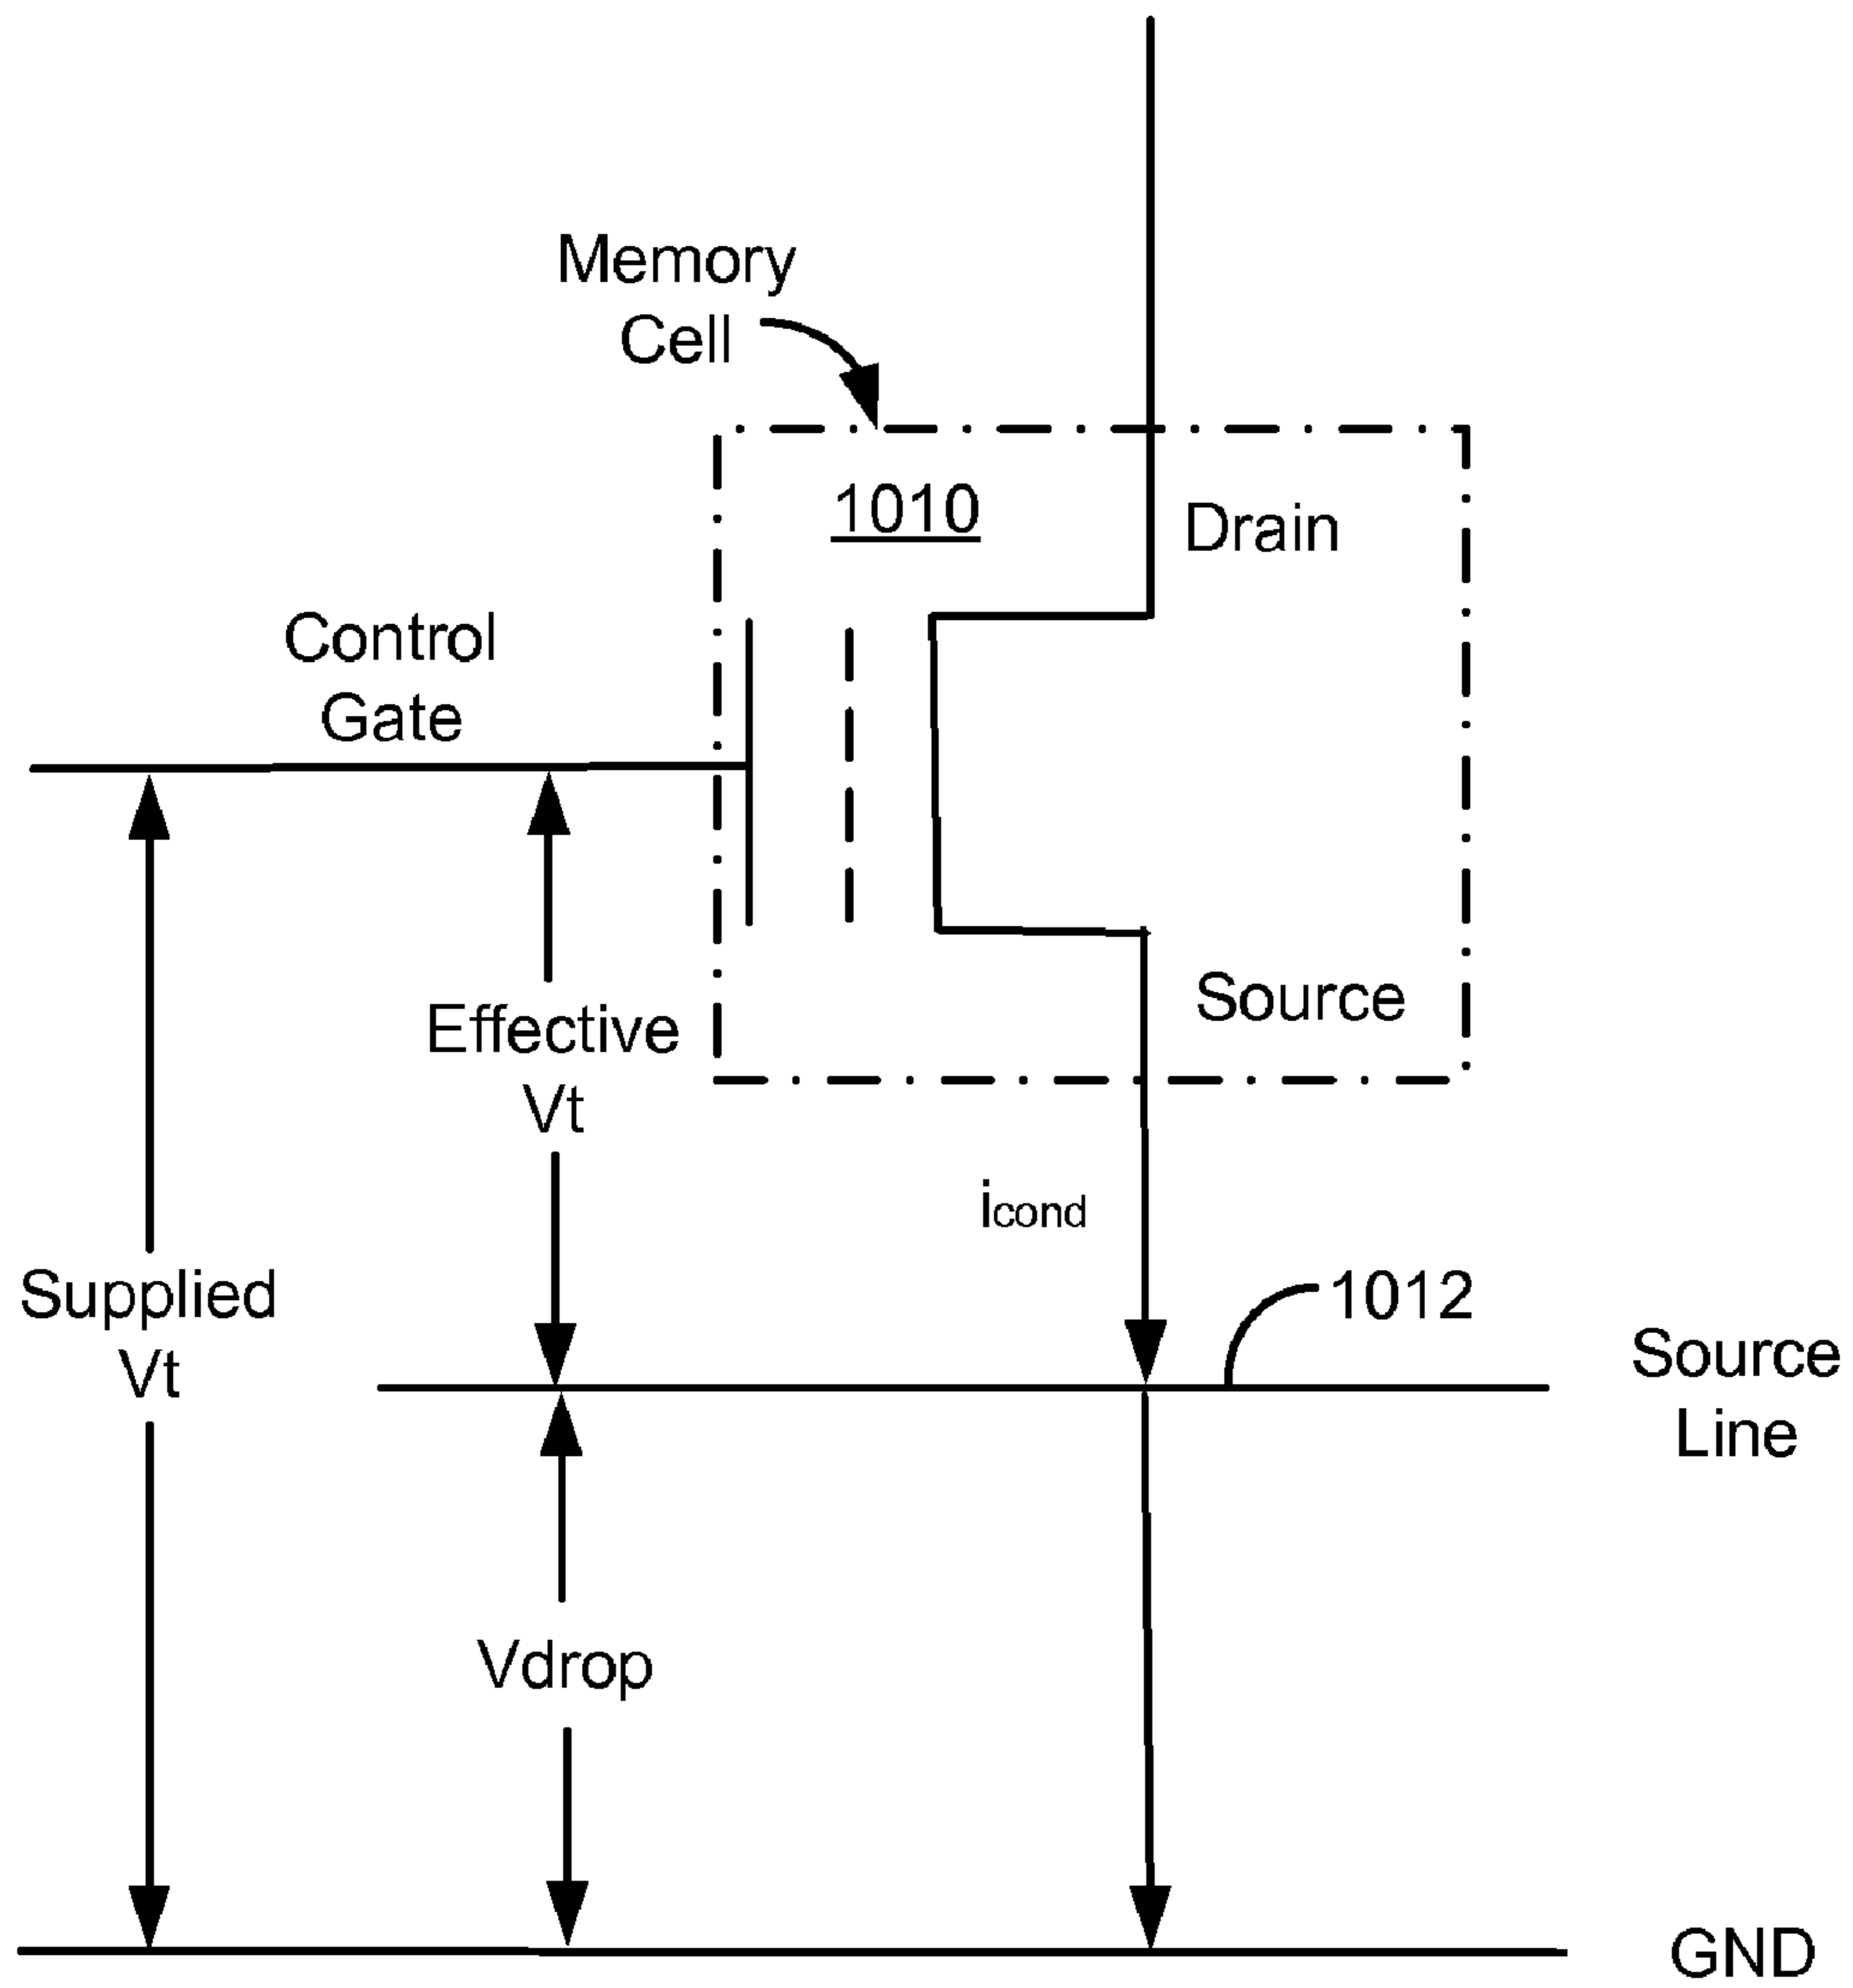 Memory
Cell
1010
Drain
Control
Gate
Source
Effective
Vt
icond
Supplied
Vt
1012
Source
Line
Vdrop
GND